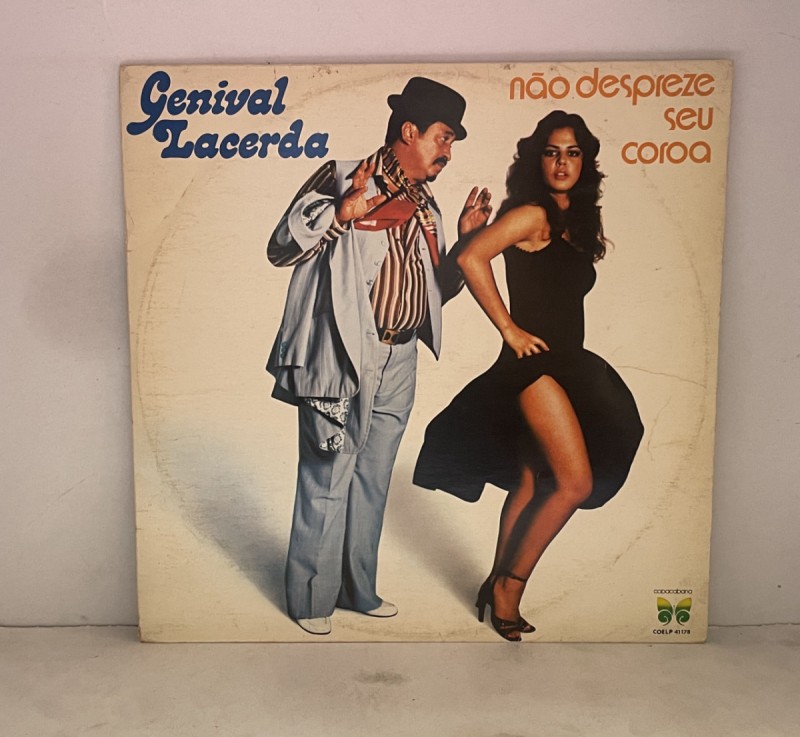 Genival
Lacerda
não despreze
seu
coroa
copacabana
COELP 41178